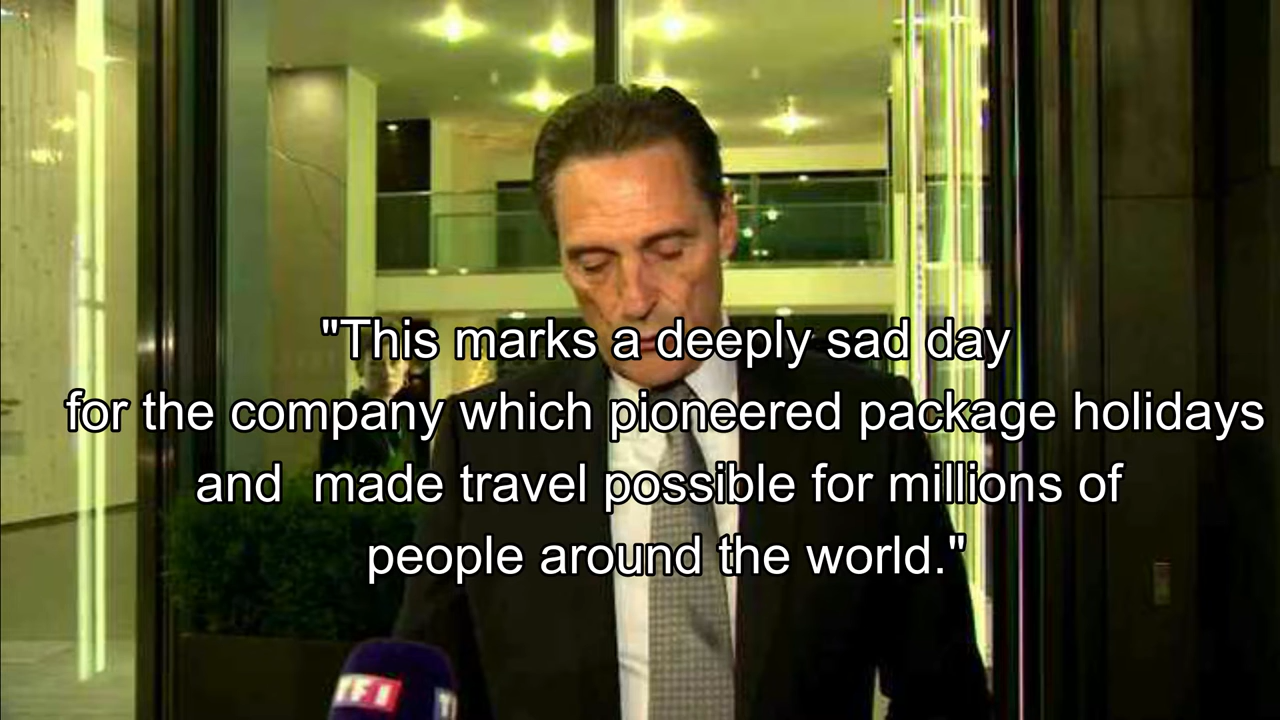 "This marks a deeply sad day
for the company which pioneered package holidays
and  made travel possible for millions of
people around the world."
TF1